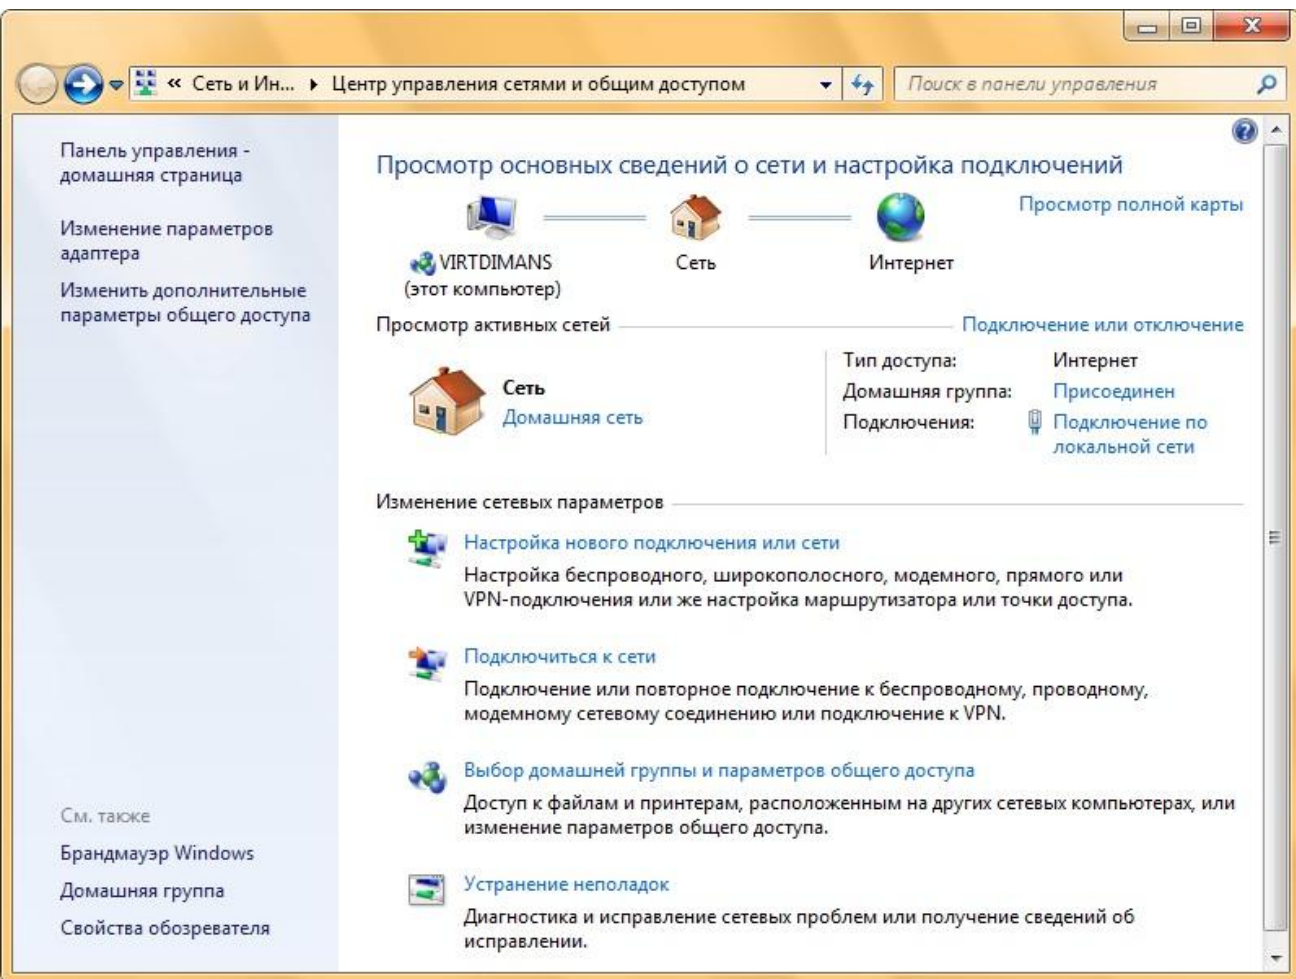 « Сеть и Ин... Центр управления сетями и общим доступом Поиск в панели управления
Панель управления -
домашняя страница
Изменение параметров
адаптера
Изменить дополнительные
параметры общего доступа
См. также
Брандмауэр Windows
Домашняя группа
Свойства обозревателя
Просмотр основных сведений о сети и настройка подключений
Просмотр полной карты
VIRTDIMANS Сеть Интернет
(этот компьютер)
Просмотр активных сетей Подключение или отключение
Сеть
Домашняя сеть
Тип доступа: Интернет
Домашняя группа: Присоединен
Подключения: Подключение по
локальной сети
Изменение сетевых параметров
Настройка нового подключения или сети
Настройка беспроводного, широкополосного, модемного, прямого или
VPN-подключения или же настройка маршрутизатора или точки доступа.
Подключиться к сети
Подключение или повторное подключение к беспроводному, проводному,
модемному сетевому соединению или подключение к VPN.
Выбор домашней группы и параметров общего доступа
Доступ к файлам и принтерам, расположенным на других сетевых компьютерах, или
изменение параметров общего доступа.
Устранение неполадок
Диагностика и исправление сетевых проблем или получение сведений об
исправлении.